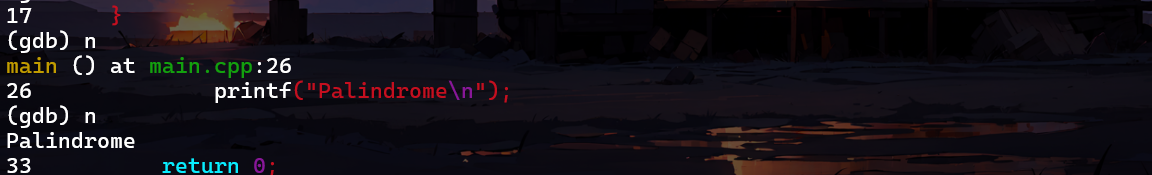 17      }
(gdb) n
main () at main.cpp:26
26              printf("Palindrome\n");
(gdb) n
Palindrome
33          return 0;